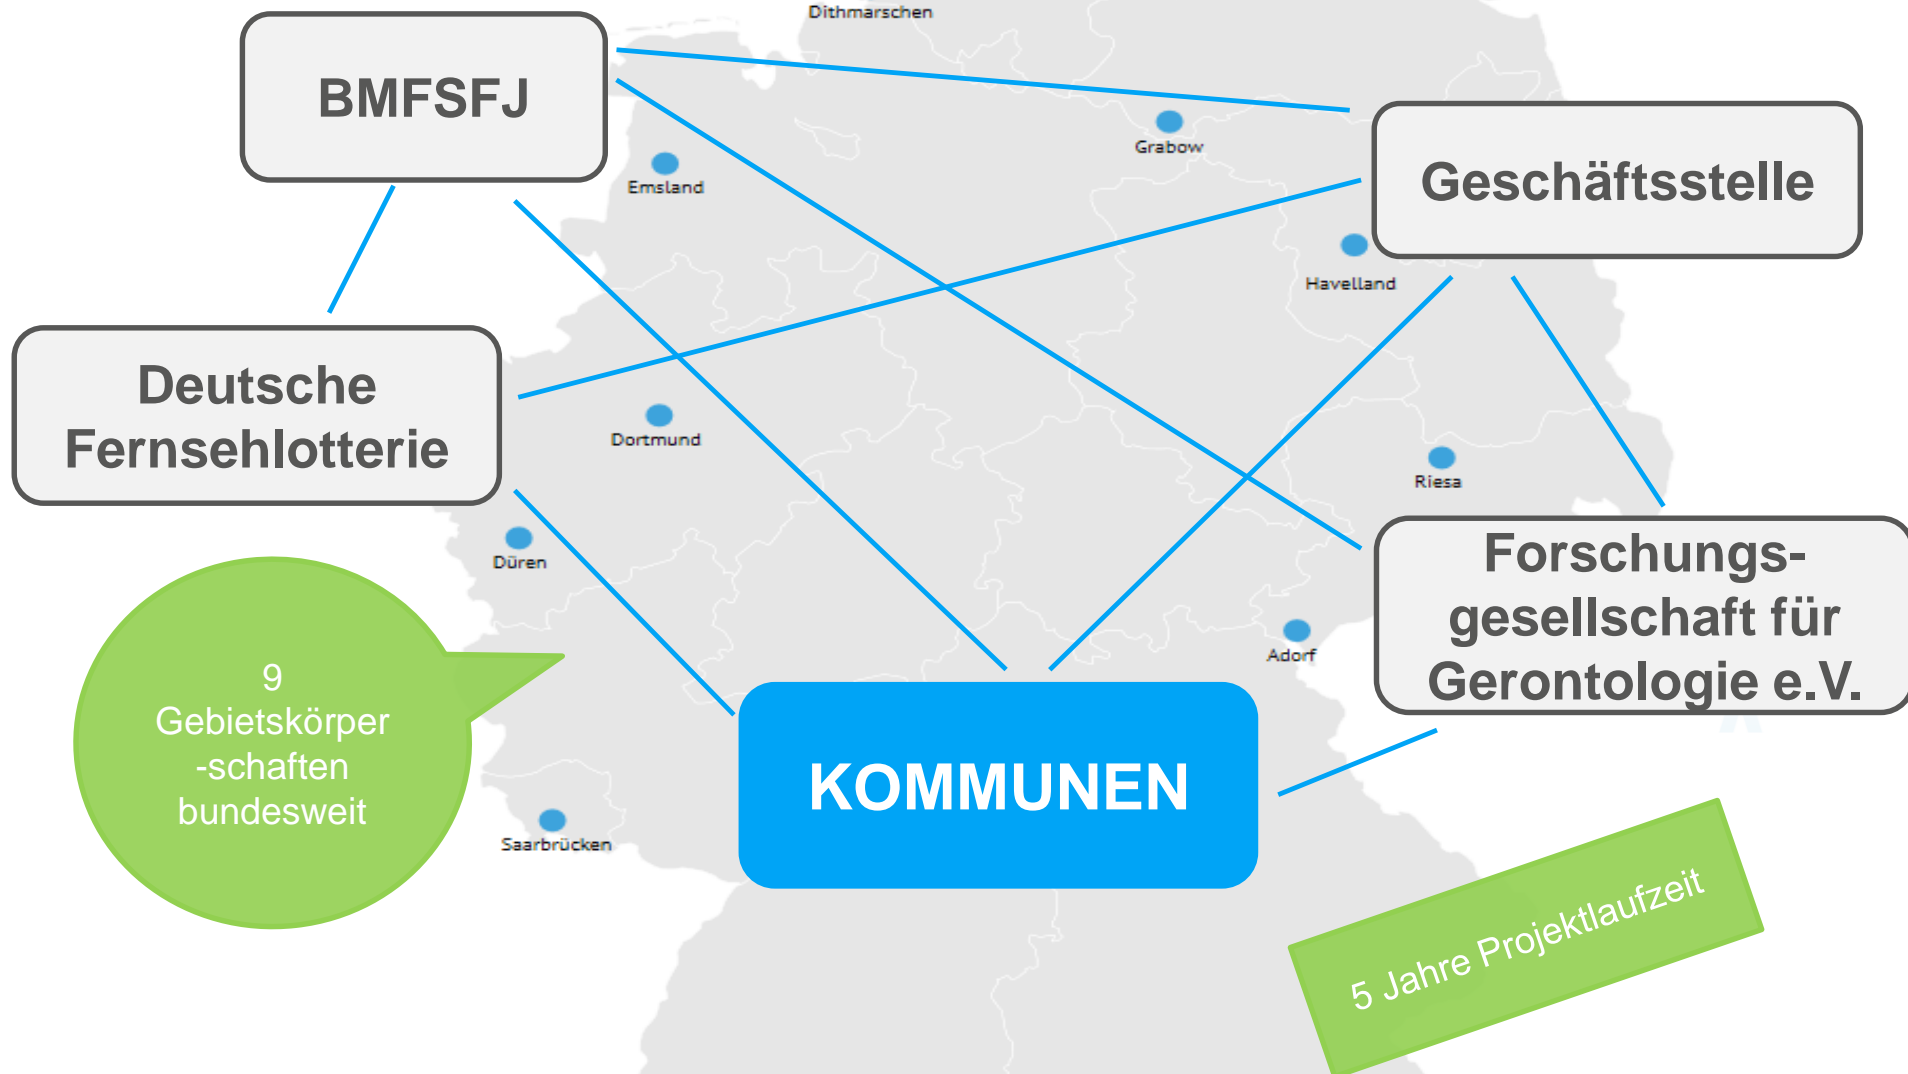 Dithmarschen
BMFSFJ
Grabow
Emsland
Geschäftsstelle
Havelland
Deutsche
Fernsehlotterie
Dortmund
Riesa
Düren
Forschungs-
gesellschaft für
Gerontologie e.V.
Adorf
9
Gebietskörper
-schaften
bundesweit
KOMMUNEN
Saarbrücken
5 Jahre Projektlaufzeit